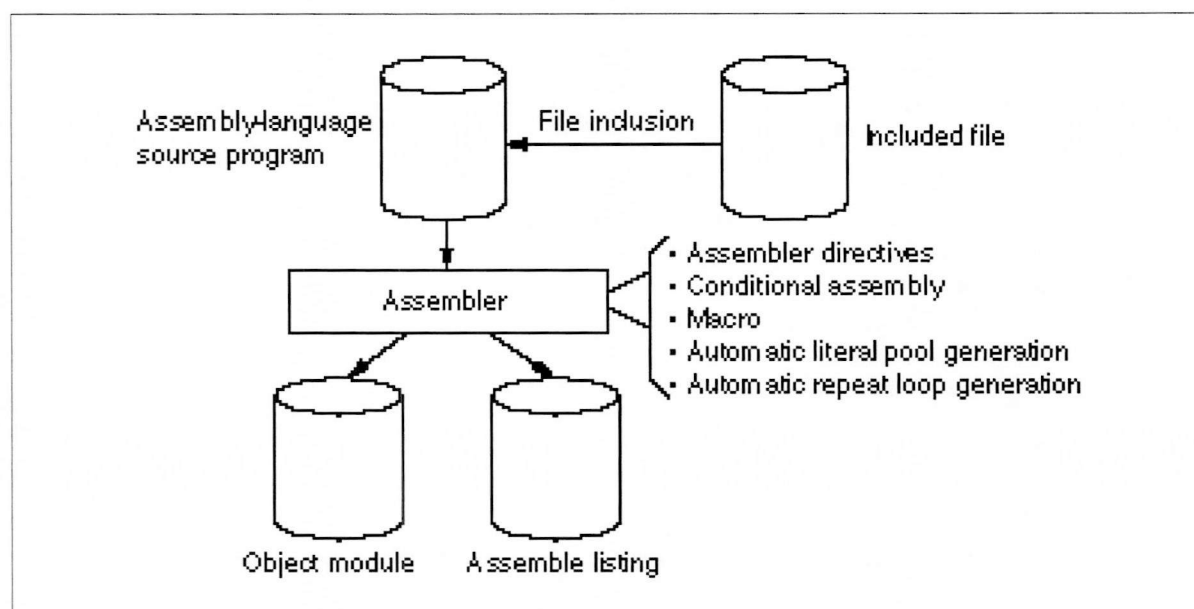 Assembly-language
source program
File inclusion
Included file
Assembler
• Assembler directives
• Conditional assembly
• Macro
• Automatic literal pool generation
• Automatic repeat loop generation
Object module
Assemble listing